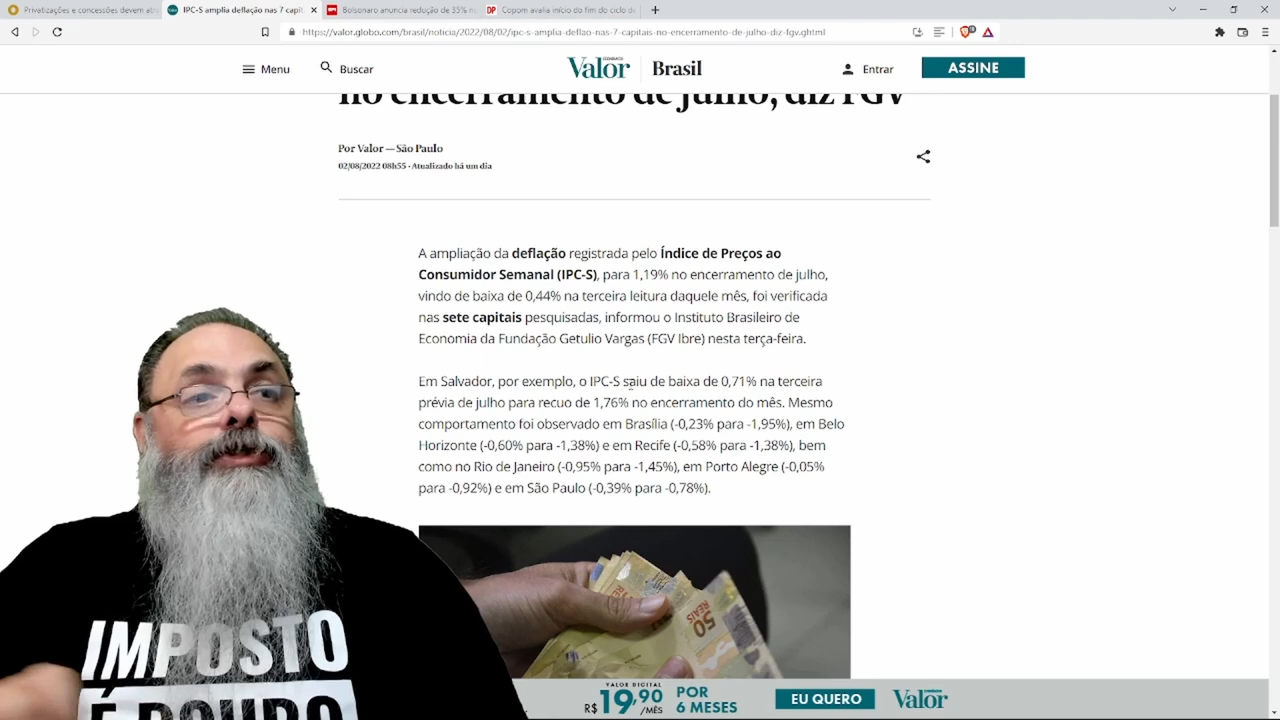 Privatizações e concessões devem atr
IPC-S amplia deflação nas 7 capit
Bolsonaro anuncia redução de 35% n
Copom avalia início do fim do ciclo de
https://valor.globo.com/brasil/noticia/2022/08/02/ipc-s-amplia-deflao-nas-7-capitais-no-encerramento-de-julho-diz-fgv.ghtml
Menu
Buscar
Valor
Brasil
Entrar
ASSINE
no encerramento de julho, diz FGV
Por Valor — São Paulo
02/08/2022 08h55 · Atualizado há um dia
A ampliação da deflação registrada pelo Índice de Preços ao
Consumidor Semanal (IPC-S), para 1,19% no encerramento de julho,
vindo de baixa de 0,44% na terceira leitura daquele mês, foi verificada
nas sete capitais pesquisadas, informou o Instituto Brasileiro de
Economia da Fundação Getulio Vargas (FGV Ibre) nesta terça-feira.
Em Salvador, por exemplo, o IPC-S saiu de baixa de 0,71% na terceira
prévia de julho para recuo de 1,76% no encerramento do mês. Mesmo
comportamento foi observado em Brasília (-0,23% para -1,95%), em Belo
Horizonte (-0,60% para -1,38%) e em Recife (-0,58% para -1,38%), bem
como no Rio de Janeiro (-0,95% para -1,45%), em Porto Alegre (-0,05%
para -0,92%) e em São Paulo (-0,39% para -0,78%).
50
REAIS
IMPOSTO
É ROUBO
VALOR DIGITAL
R$ 19,90 /MÊS
POR
6 MESES
EU QUERO
Valor